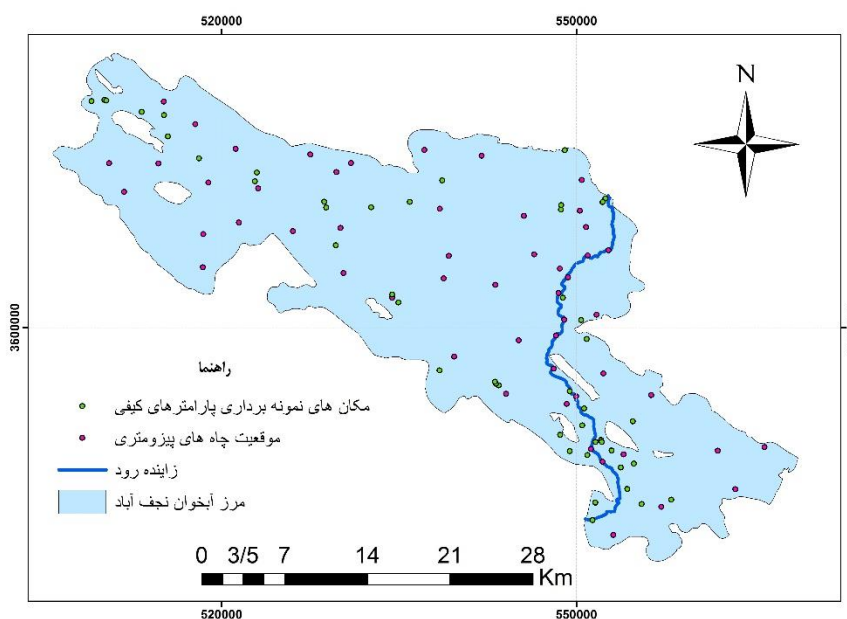 520000 550000
N
3600000
راهنما
مکان های نمونه برداری پارامترهای کیفی
موقعیت چاه های پیزومتری
زاینده رود
مرز آبخوان نجف آباد
0 3/5 7 14 21 28
Km
520000 550000